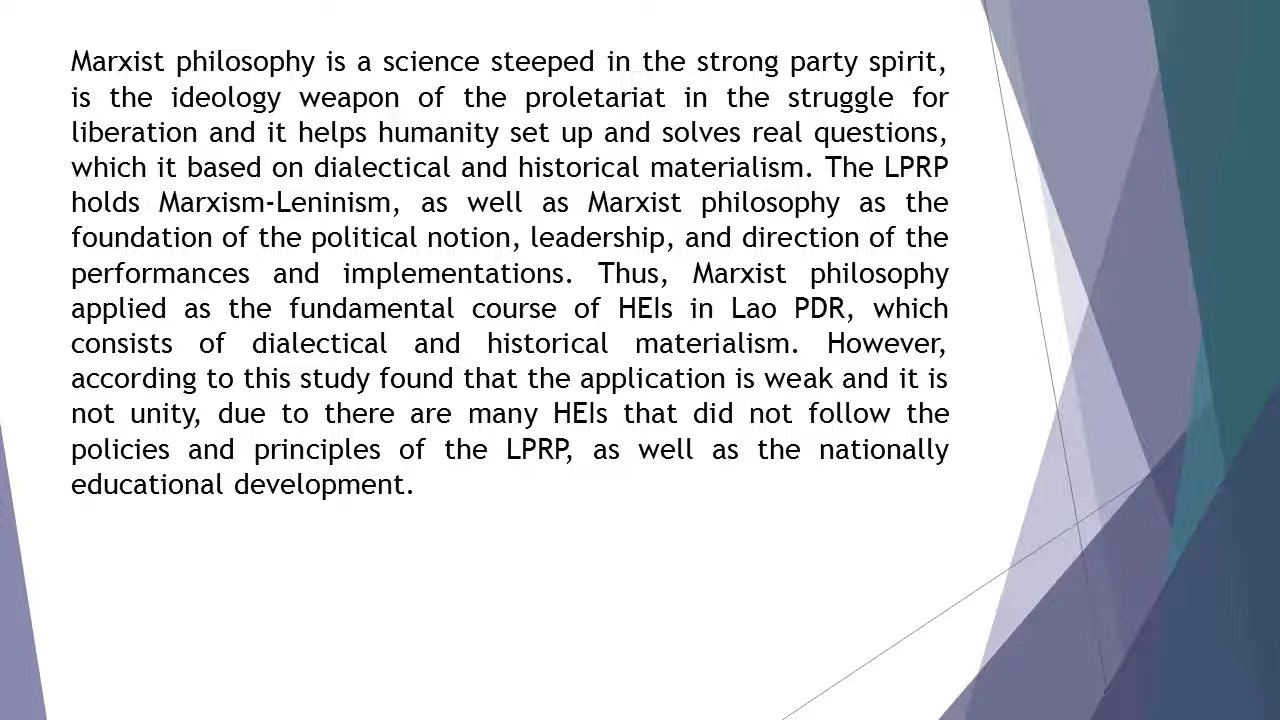 Marxist philosophy is a science steeped in the strong party spirit,
is the ideology weapon of the proletariat in the struggle for
liberation and it helps humanity set up and solves real questions,
which it based on dialectical and historical materialism. The LPRP
holds Marxism-Leninism, as well as Marxist philosophy as the
foundation of the political notion, leadership, and direction of the
performances and implementations. Thus, Marxist philosophy
applied as the fundamental course of HEIs in Lao PDR, which
consists of dialectical and historical materialism. However,
according to this study found that the application is weak and it is
not unity, due to there are many HEIs that did not follow the
policies and principles of the LPRP, as well as the nationally
educational development.